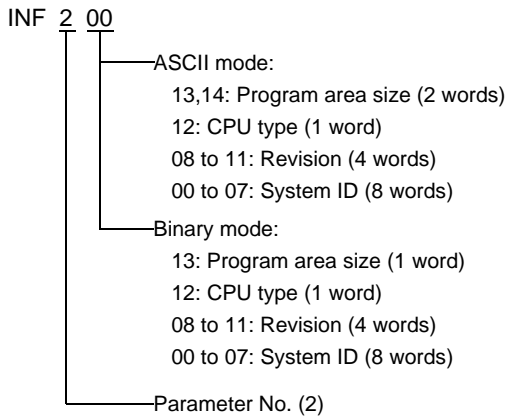 INF 2 00
ASCII mode:
13,14: Program area size (2 words)
12: CPU type (1 word)
08 to 11: Revision (4 words)
00 to 07: System ID (8 words)
Binary mode:
13: Program area size (1 word)
12: CPU type (1 word)
08 to 11: Revision (4 words)
00 to 07: System ID (8 words)
Parameter No. (2)